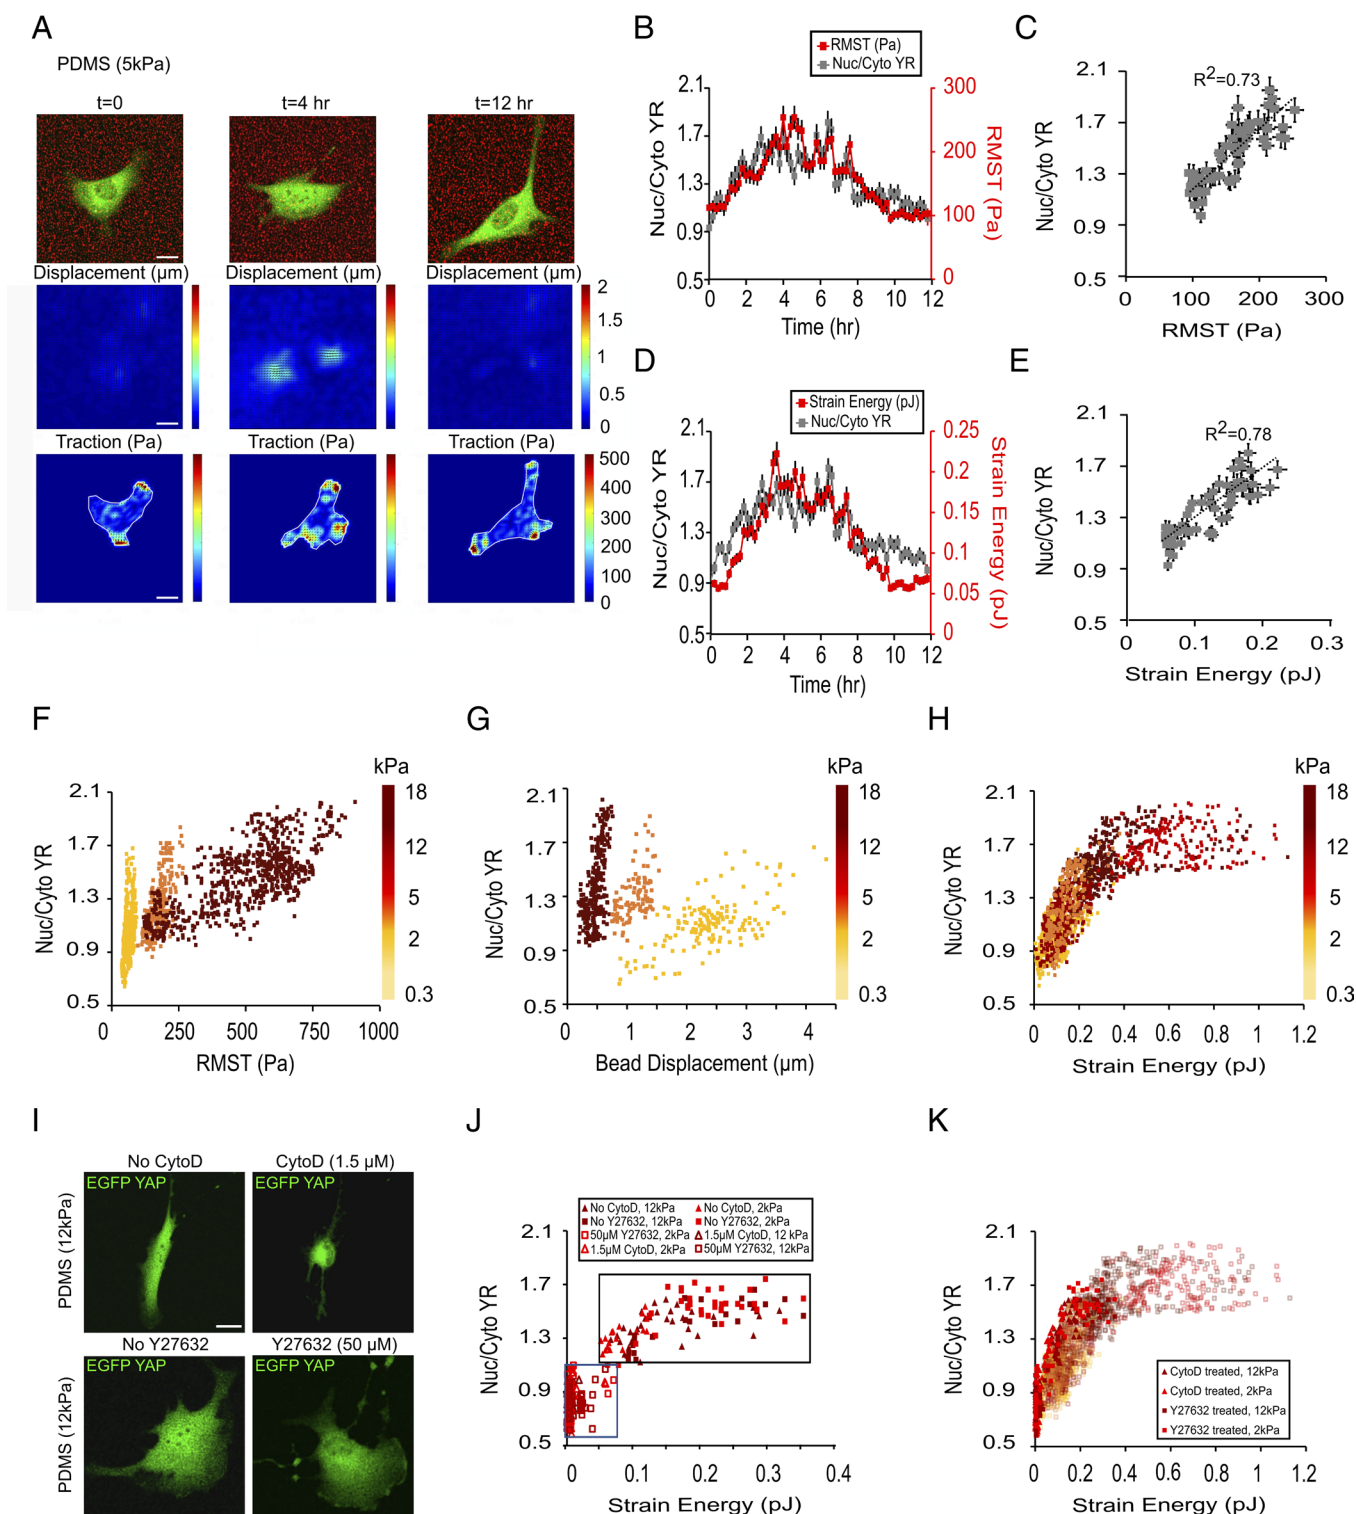 A
PDMS (5kPa)
t=0
t=4 hr
t=12 hr
Displacement (µm)
Displacement (µm)
Displacement (µm)
2
1.5
1
0.5
0
Traction (Pa)
Traction (Pa)
Traction (Pa)
500
400
300
200
100
0
B
RMST (Pa)
Nuc/Cyto YR
2.1
1.7
1.3
0.9
0.5
Nuc/Cyto YR
300
200
100
0
RMST (Pa)
0 2 4 6 8 10 12
Time (hr)
C
R2=0.73
2.1
1.7
1.3
0.9
0.5
Nuc/Cyto YR
0 100 200 300
RMST (Pa)
D
Strain Energy (pJ)
Nuc/Cyto YR
2.1
1.7
1.3
0.9
0.5
Nuc/Cyto YR
0.25
0.2
0.15
0.1
0.05
0
Strain Energy (pJ)
0 2 4 6 8 10 12
Time (hr)
E
R2=0.78
2.1
1.7
1.3
0.9
0.5
Nuc/Cyto YR
0 0.1 0.2 0.3
Strain Energy (pJ)
F
2.1
1.7
1.3
0.9
0.5
Nuc/Cyto YR
0 250 500 750 1000
RMST (Pa)
kPa
18
12
5
2
0.3
G
2.1
1.7
1.3
0.9
0.5
Nuc/Cyto YR
0 1 2 3 4
Bead Displacement (µm)
kPa
18
12
5
2
0.3
H
2.1
1.7
1.3
0.9
0.5
Nuc/Cyto YR
0 0.2 0.4 0.6 0.8 1 1.2
Strain Energy (pJ)
kPa
18
12
5
2
0.3
I
No CytoD
CytoD (1.5 µM)
EGFP YAP
EGFP YAP
PDMS (12kPa)
No Y27632
Y27632 (50 µM)
EGFP YAP
EGFP YAP
PDMS (12kPa)
J
No CytoD, 12kPa
No CytoD, 2kPa
No Y27632, 12kPa
No Y27632, 2kPa
50µM Y27632, 2kPa
1.5µM CytoD, 12 kPa
1.5µM CytoD, 2kPa
50µM Y27632, 12kPa
2.1
1.7
1.3
0.9
0.5
Nuc/Cyto YR
0 0.1 0.2 0.3 0.4
Strain Energy (pJ)
K
2.1
1.7
1.3
0.9
0.5
Nuc/Cyto YR
CytoD treated, 12kPa
CytoD treated, 2kPa
Y27632 treated, 12kPa
Y27632 treated, 2kPa
0 0.2 0.4 0.6 0.8 1 1.2
Strain Energy (pJ)